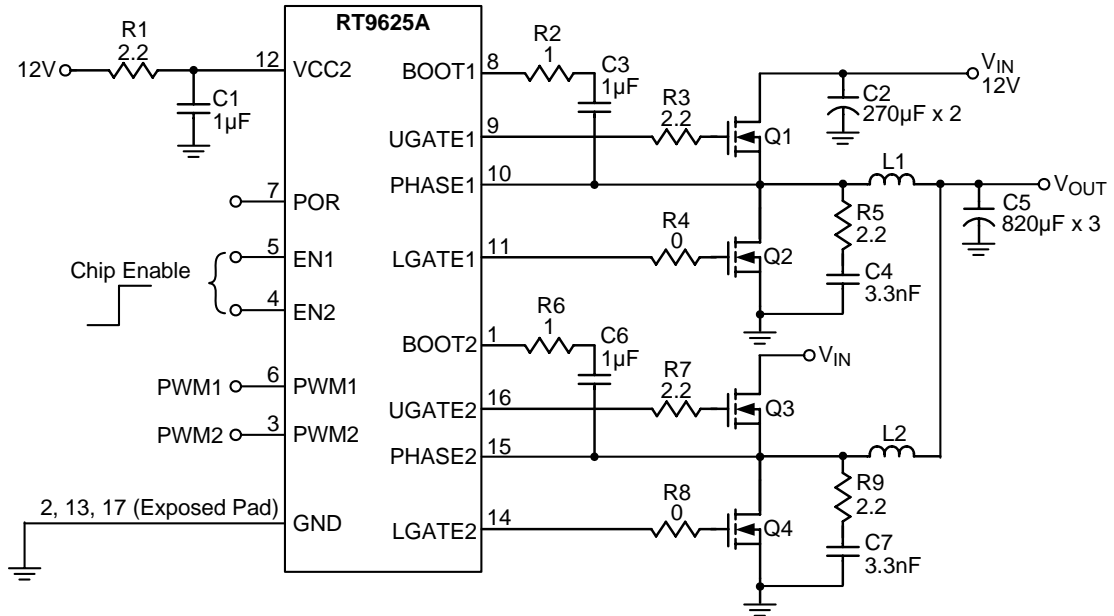 RT9625A
R1
2.2
12V
12
VCC2
C1
1µF
7
POR
Chip Enable
5
EN1
4
EN2
PWM1
6
PWM1
PWM2
3
PWM2
2, 13, 17 (Exposed Pad)
GND
BOOT1
8
R2
1
C3
1µF
UGATE1
9
R3
2.2
Q1
VIN
12V
C2
270µF x 2
PHASE1
10
L1
VOUT
C5
820µF x 3
LGATE1
11
R4
0
Q2
R5
2.2
C4
3.3nF
BOOT2
1
R6
1
C6
1µF
VIN
UGATE2
16
R7
2.2
Q3
PHASE2
15
L2
LGATE2
14
R8
0
Q4
R9
2.2
C7
3.3nF